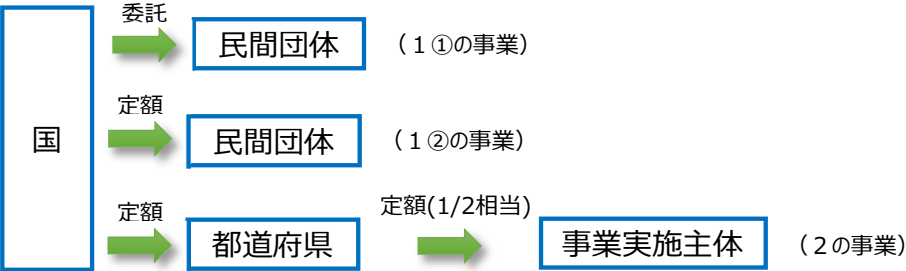 国
委託
民間団体 （１①の事業）
定額
民間団体 （１②の事業）
定額
都道府県
定額(1/2相当)
事業実施主体 （２の事業）